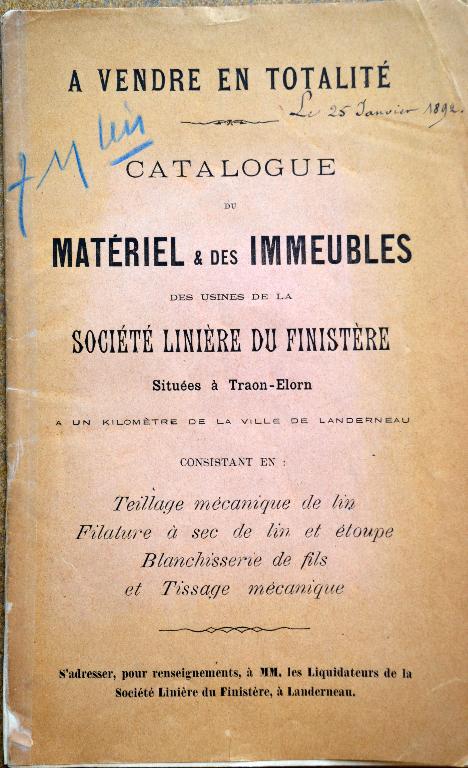 A VENDRE EN TOTALITÉ
Le 25 Janvier 1892.
CATALOGUE
DU
MATÉRIEL & DES IMMEUBLES
DES USINES DE LA
SOCIÉTÉ LINIÈRE DU FINISTÈRE
Situées à Traon-Elorn
A UN KILOMÈTRE DE LA VILLE DE LANDERNEAU
CONSISTANT EN :
Teillage mécanique de lin
Filature à sec de lin et étoupe
Blanchisserie de fils
et Tissage mécanique
S'adresser, pour renseignements, à MM. les Liquidateurs de la
Société Linière du Finistère, à Landerneau.